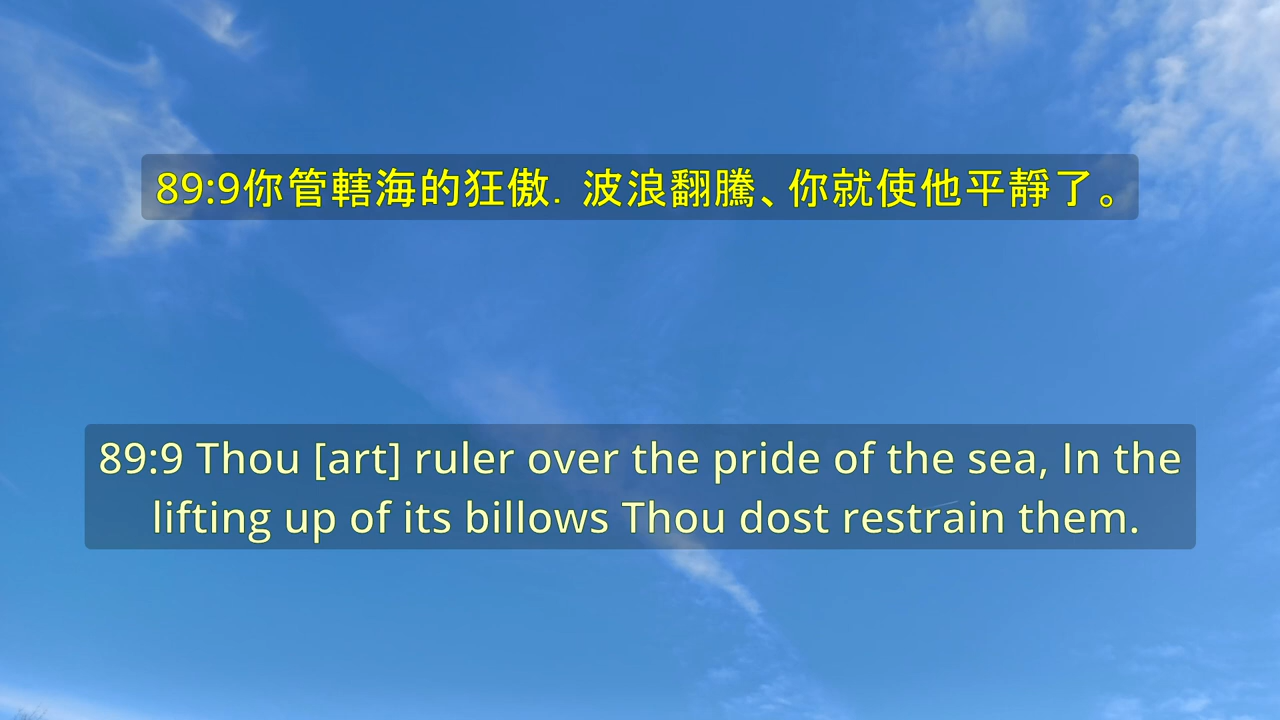 89:9你管轄海的狂傲．波浪翻騰、你就使他平靜了。
89:9 Thou [art] ruler over the pride of the sea, In the
lifting up of its billows Thou dost restrain them.